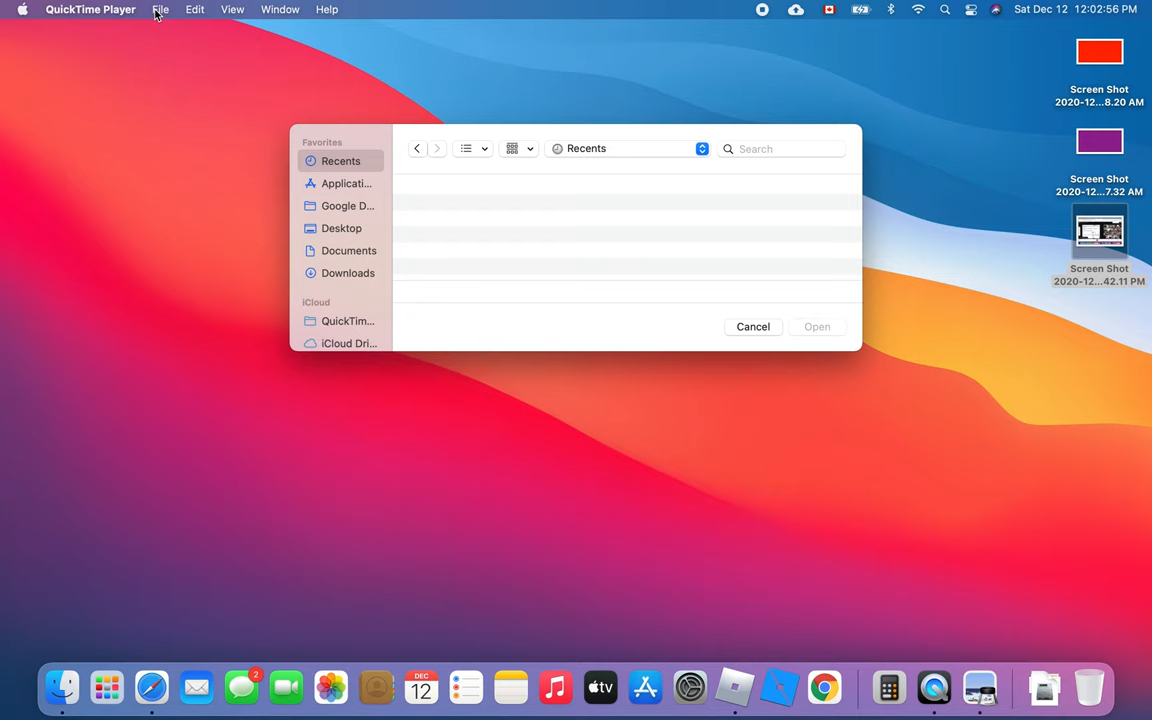 QuickTime Player File Edit View Window Help Sat Dec 12 12:02:56 PM
Favorites
Recents
Applicati...
Google D...
Desktop
Documents
Downloads
iCloud
QuickTim...
iCloud Dri...
Recents
Search
Cancel Open
Screen Shot
2020-12...8.20 AM
Screen Shot
2020-12...7.32 AM
Screen Shot
2020-12...42.11 PM
2
DEC
12
tv